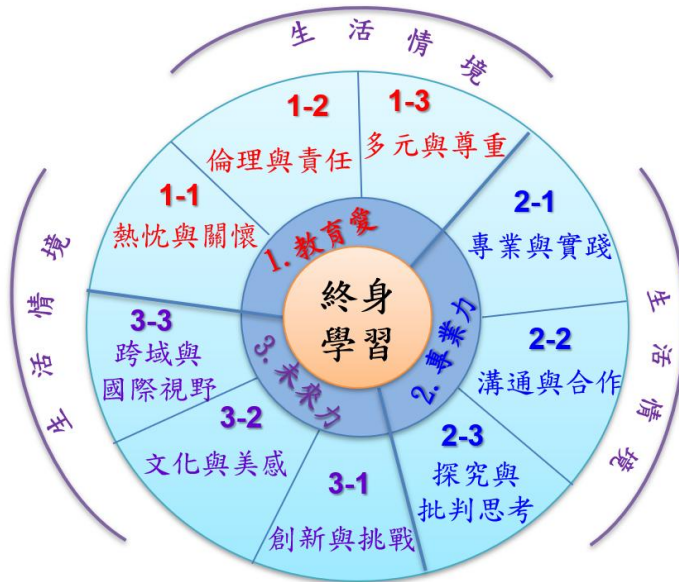 生活情境
1-2
倫理與責任
1-3
多元與尊重
1-1
熱忱與關懷
2-1
專業與實踐
1. 教育愛
終身
學習
2. 專業力
3. 未來力
生活情境
生活情境
3-3
跨域與
國際視野
2-2
溝通與合作
3-2
文化與美感
2-3
探究與
批判思考
3-1
創新與挑戰